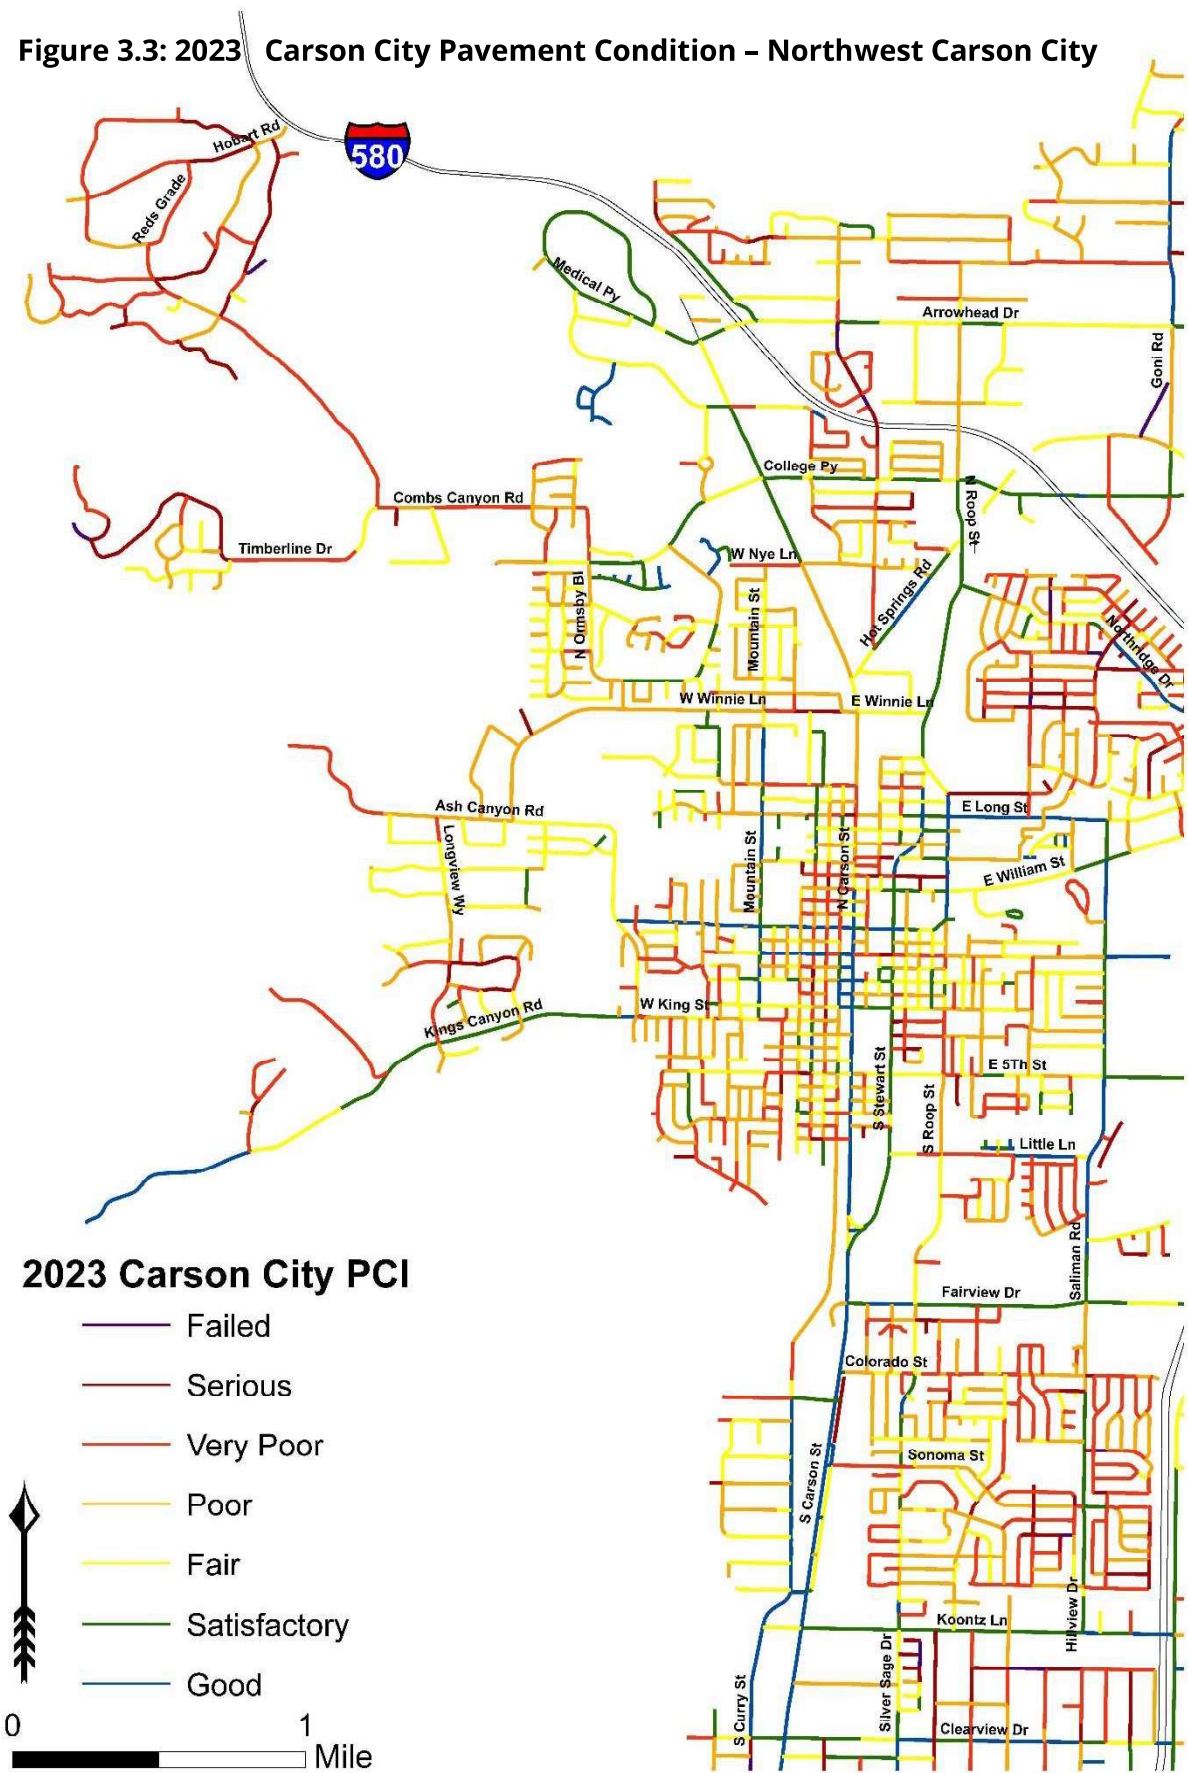 Figure 3.3: 2023 Carson City Pavement Condition – Northwest Carson City
Hobart Rd
580
Reds Grade
Medical Py
Arrowhead Dr
Goni Rd
College Py
Combs Canyon Rd
N Roop St
Timberline Dr
W Nye Ln
Hot Springs Rd
N Ormsby Bl
Mountain St
Northridge Dr
W Winnie Ln
E Winnie Ln
Ash Canyon Rd
E Long St
Longview Wy
Mountain St
N Carson St
E William St
W King St
Kings Canyon Rd
E 5Th St
S Stewart St
S Roop St
Little Ln
Saliman Rd
2023 Carson City PCI
Fairview Dr
Failed
Colorado St
Serious
Very Poor
Sonoma St
S Carson St
Poor
Fair
Hillview Dr
Satisfactory
Koontz Ln
Good
Silver Sage Dr
S Curry St
Clearview Dr
0 1
Mile